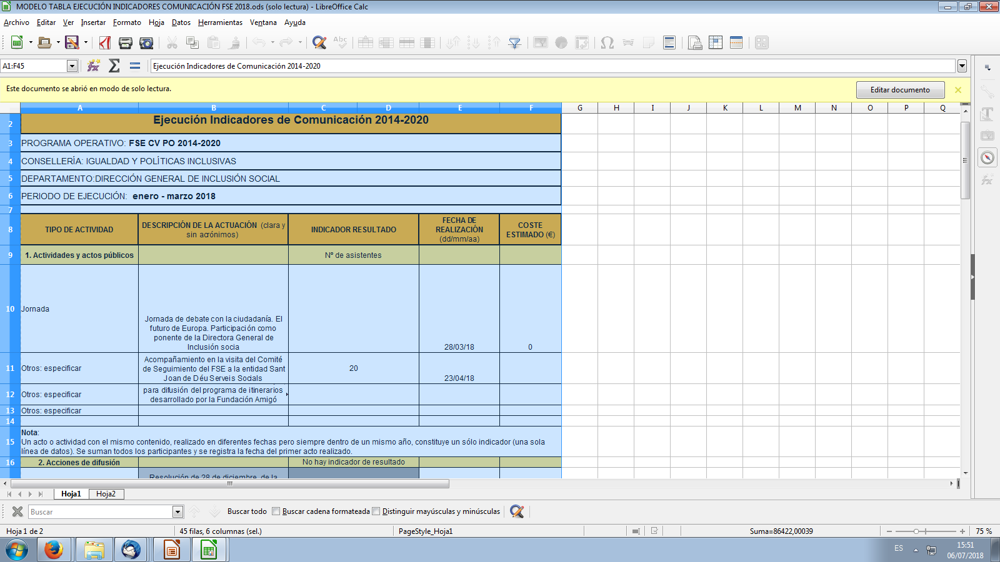 MODELO TABLA EJECUCIÓN INDICADORES COMUNICACIÓN FSE 2018.ods (solo lectura) - LibreOffice Calc
Archivo Editar Ver Insertar Formato Hoja Datos Herramientas Ventana Ayuda
A1:F45
Ejecución Indicadores de Comunicación 2014-2020
Este documento se abrió en modo de solo lectura.
Editar documento
A B C D E F G H I J K L M N O P Q
2 Ejecución Indicadores de Comunicación 2014-2020
3 PROGRAMA OPERATIVO: FSE CV PO 2014-2020
4 CONSELLERÍA: IGUALDAD Y POLÍTICAS INCLUSIVAS
5 DEPARTAMENTO:DIRECCIÓN GENERAL DE INCLUSIÓN SOCIAL
6 PERIODO DE EJECUCIÓN: enero - marzo 2018
7
8 TIPO DE ACTIVIDAD
DESCRIPCIÓN DE LA ACTUACIÓN (clara y
sin acrónimos)
INDICADOR RESULTADO
FECHA DE
REALIZACIÓN
(dd/mm/aa)
COSTE
ESTIMADO (€)
9 1. Actividades y actos públicos
Nº de asistentes
10 Jornada
Jornada de debate con la ciudadanía. El
futuro de Europa. Participación como
ponente de la Directora General de
Inclusión socia
28/03/18
0
11 Otros: especificar
Acompañamiento en la visita del Comité
de Seguimiento del FSE a la entidad Sant
Joan de Déu Serveis Socials
20
23/04/18
12 Otros: especificar
para difusión del programa de itinerarios
desarrollado por la Fundación Amigó
13 Otros: especificar
14
15 Nota:
Un acto o actividad con el mismo contenido, realizado en diferentes fechas pero siempre dentro de un mismo año, constituye un sólo indicador (una sola
línea de datos). Se suman todos los participantes y se registra la fecha del primer acto realizado.
16 2. Acciones de difusión
No hay indicador de resultado
Resolución de 28 de diciembre, de la
Hoja1 Hoja2
Buscar
Buscar todo Buscar cadena formateada Distinguir mayúsculas y minúsculas
Hoja 1 de 2 45 filas, 6 columnas (sel.) PageStyle_Hoja1 Suma=86422,00039 75 %
ES
15:51
06/07/2018